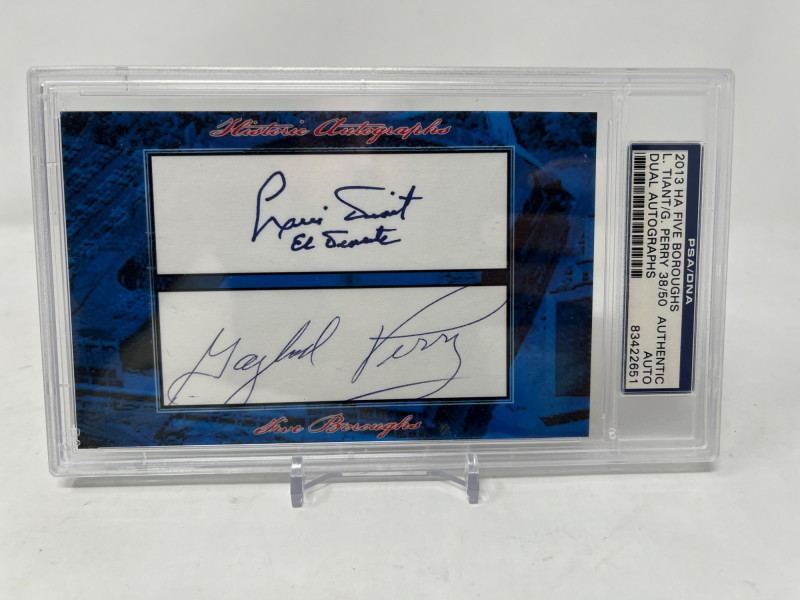 Historic Autographs
Luis Tiant
El Tiante
Gaylord Perry
Five Boroughs
PSA/DNA
2013 HA FIVE BOROUGHS
L. TIANT/G. PERRY 38/50 AUTHENTIC
DUAL AUTOGRAPHS AUTO
83422651